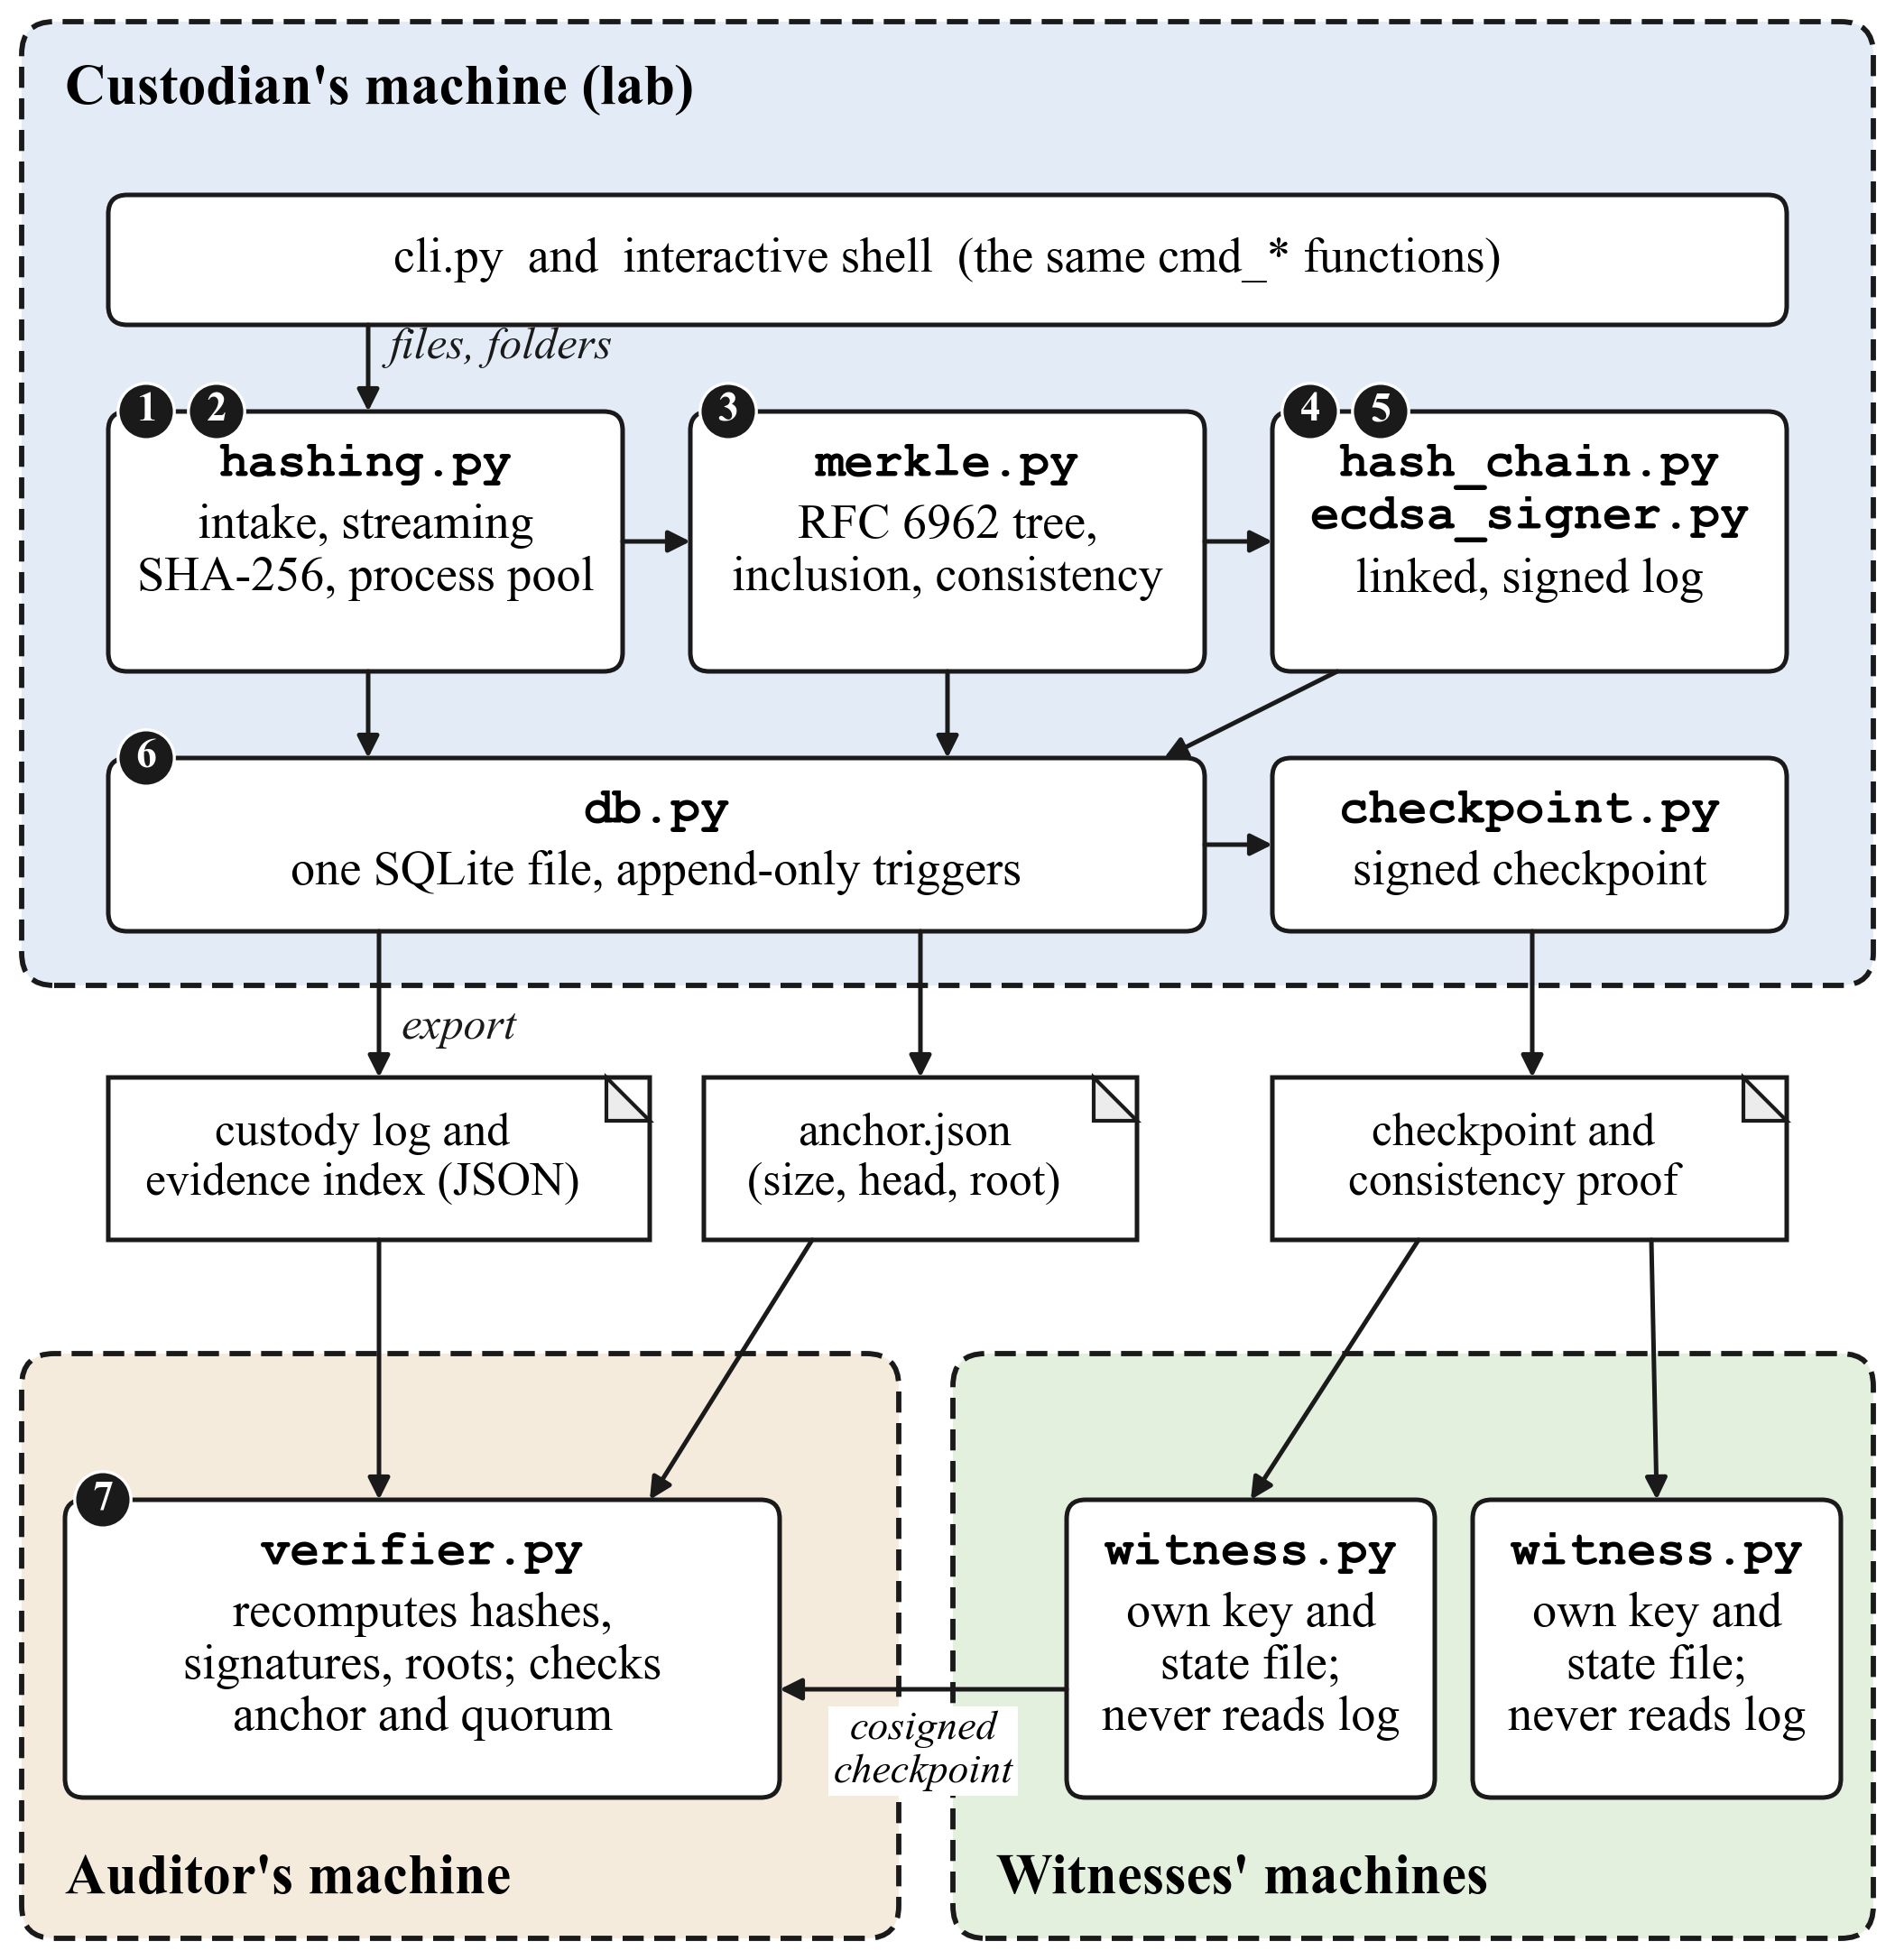 Custodian's machine (lab)
cli.py and interactive shell (the same cmd_* functions)
files, folders
1 2
hashing.py
intake, streaming
SHA-256, process pool
3
merkle.py
RFC 6962 tree,
inclusion, consistency
4 5
hash_chain.py
ecdsa_signer.py
linked, signed log
6
db.py
one SQLite file, append-only triggers
checkpoint.py
signed checkpoint
export
custody log and
evidence index (JSON)
anchor.json
(size, head, root)
checkpoint and
consistency proof
7
verifier.py
recomputes hashes,
signatures, roots; checks
anchor and quorum
cosigned
checkpoint
witness.py
own key and
state file;
never reads log
witness.py
own key and
state file;
never reads log
Auditor's machine
Witnesses' machines